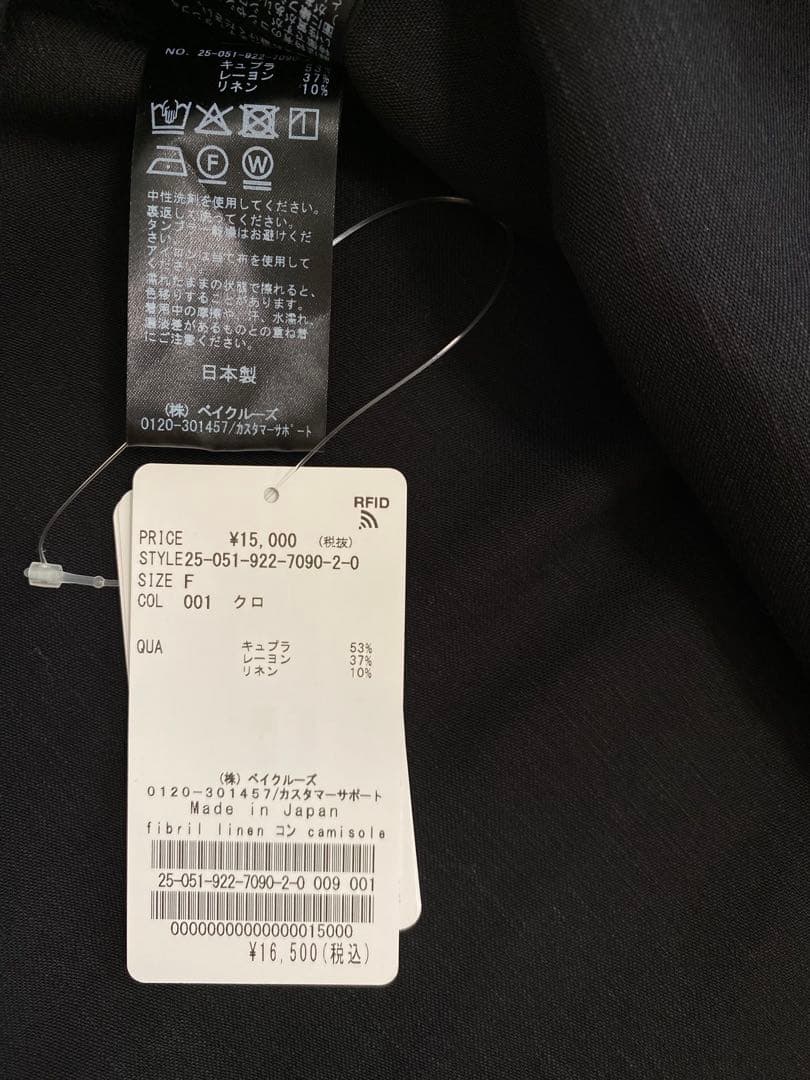 NO. 25-051-922-7090
キュプラ 53%
レーヨン 37%
リネン 10%
F
W
中性洗剤を使用してください。
裏返して洗ってください。
タンブラー乾燥はお避けくだ
さい。
アイロンは当て布を使用して
ください。
濡れたままの状態で擦れると、
色移りすることがあります。
着用中の摩擦や、汗、水濡れ、
濃淡差があるものとの重ね着
にご注意ください。
日本製
(株) ベイクルーズ
0120-301457/カスタマーサポート
RFID
PRICE ¥15,000 (税抜)
STYLE25-051-922-7090-2-0
SIZE F
COL 001 クロ
QUA キュプラ 53%
レーヨン 37%
リネン 10%
(株) ベイクルーズ
0120-301457/カスタマーサポート
Made in Japan
fibril linen コン camisole
25-051-922-7090-2-0 009 001
00000000000000015000
¥16,500(税込)